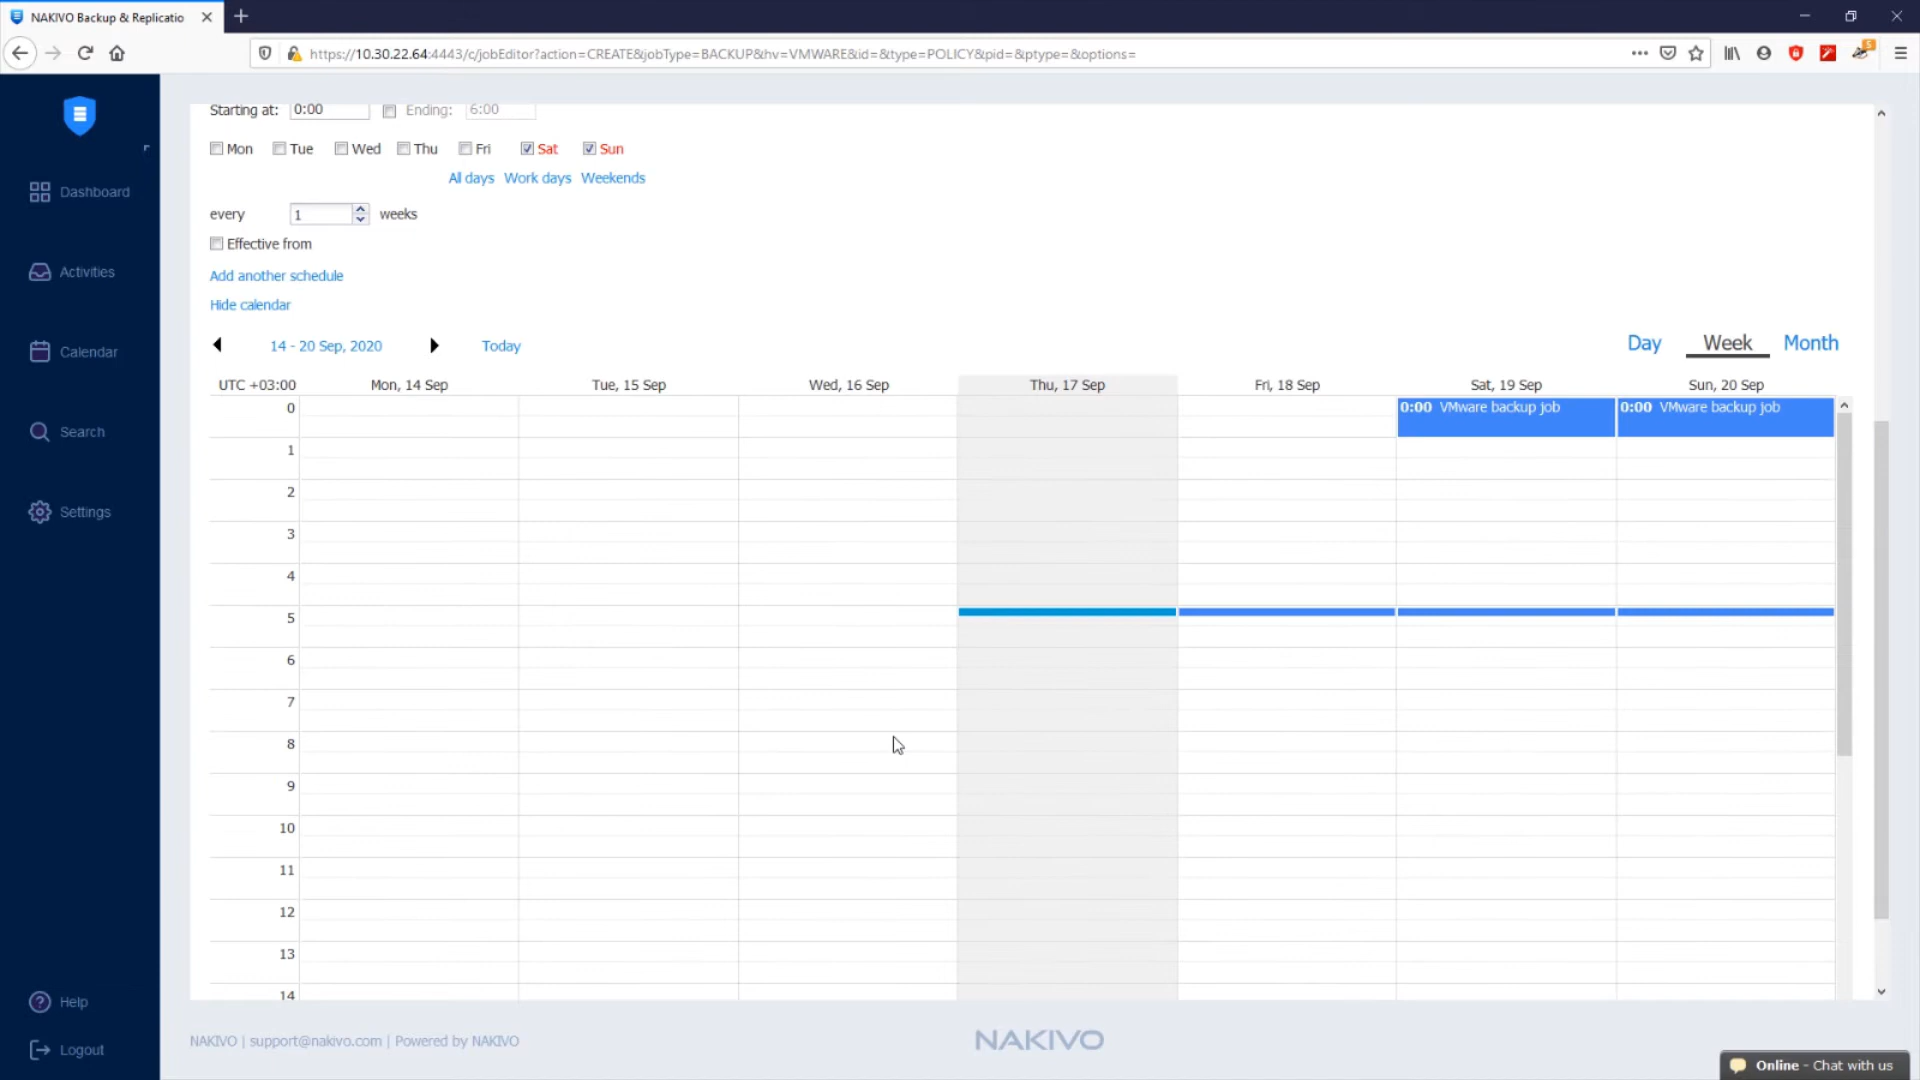 NAKIVO Backup & Replicatio
https://10.30.22.64:4443/c/jobEditor?action=CREATE&jobType=BACKUP&hv=VMWARE&id=&type=POLICY&pid=&ptype=&options=
5
Starting at: 0:00 Ending: 6:00
Mon Tue Wed Thu Fri Sat Sun
All days Work days Weekends
every 1 weeks
Effective from
Add another schedule
Hide calendar
14 - 20 Sep, 2020 Today Day Week Month
UTC +03:00 Mon, 14 Sep Tue, 15 Sep Wed, 16 Sep Thu, 17 Sep Fri, 18 Sep Sat, 19 Sep Sun, 20 Sep
0 0:00 VMware backup job 0:00 VMware backup job
1
2
3
4
5
6
7
8
9
10
11
12
13
14
Dashboard
Activities
Calendar
Search
Settings
Help
Logout
NAKIVO | support@nakivo.com | Powered by NAKIVO
NAKIVO
Online - Chat with us